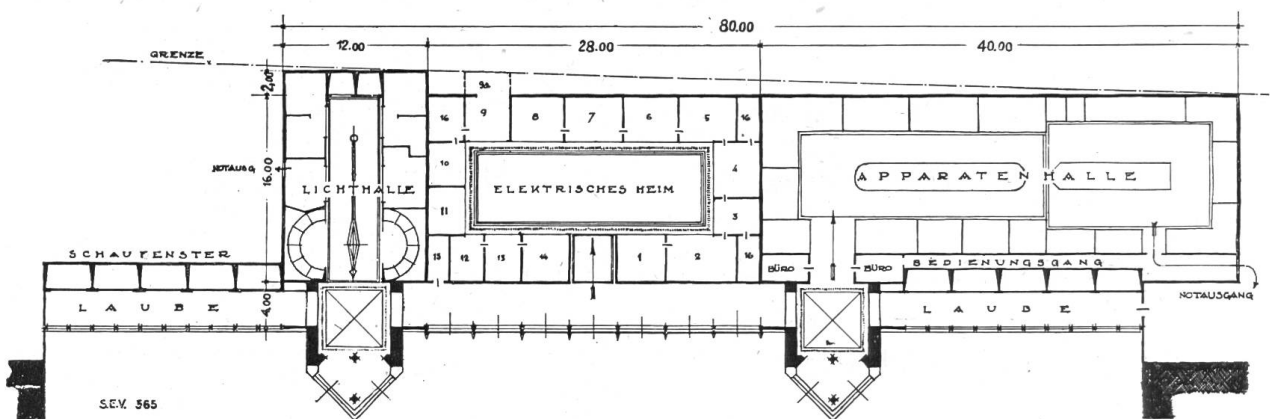 80.00
12.00 28.00 40.00
GRENZE
2,00
9a
16 9 8 7 6 5 16
NOTAUSG
16.00
10 4
LICHTHALLE ELEKTRISCHES HEIM APPARATENHALLE
11 3
SCHAUFENSTER
15 12 13 14 1 2 16
BÜRO BÜRO BEDIENUNGSGANG
NOTAUSGANG
LAUBE 4,00 LAUBE
S.E.V. 365